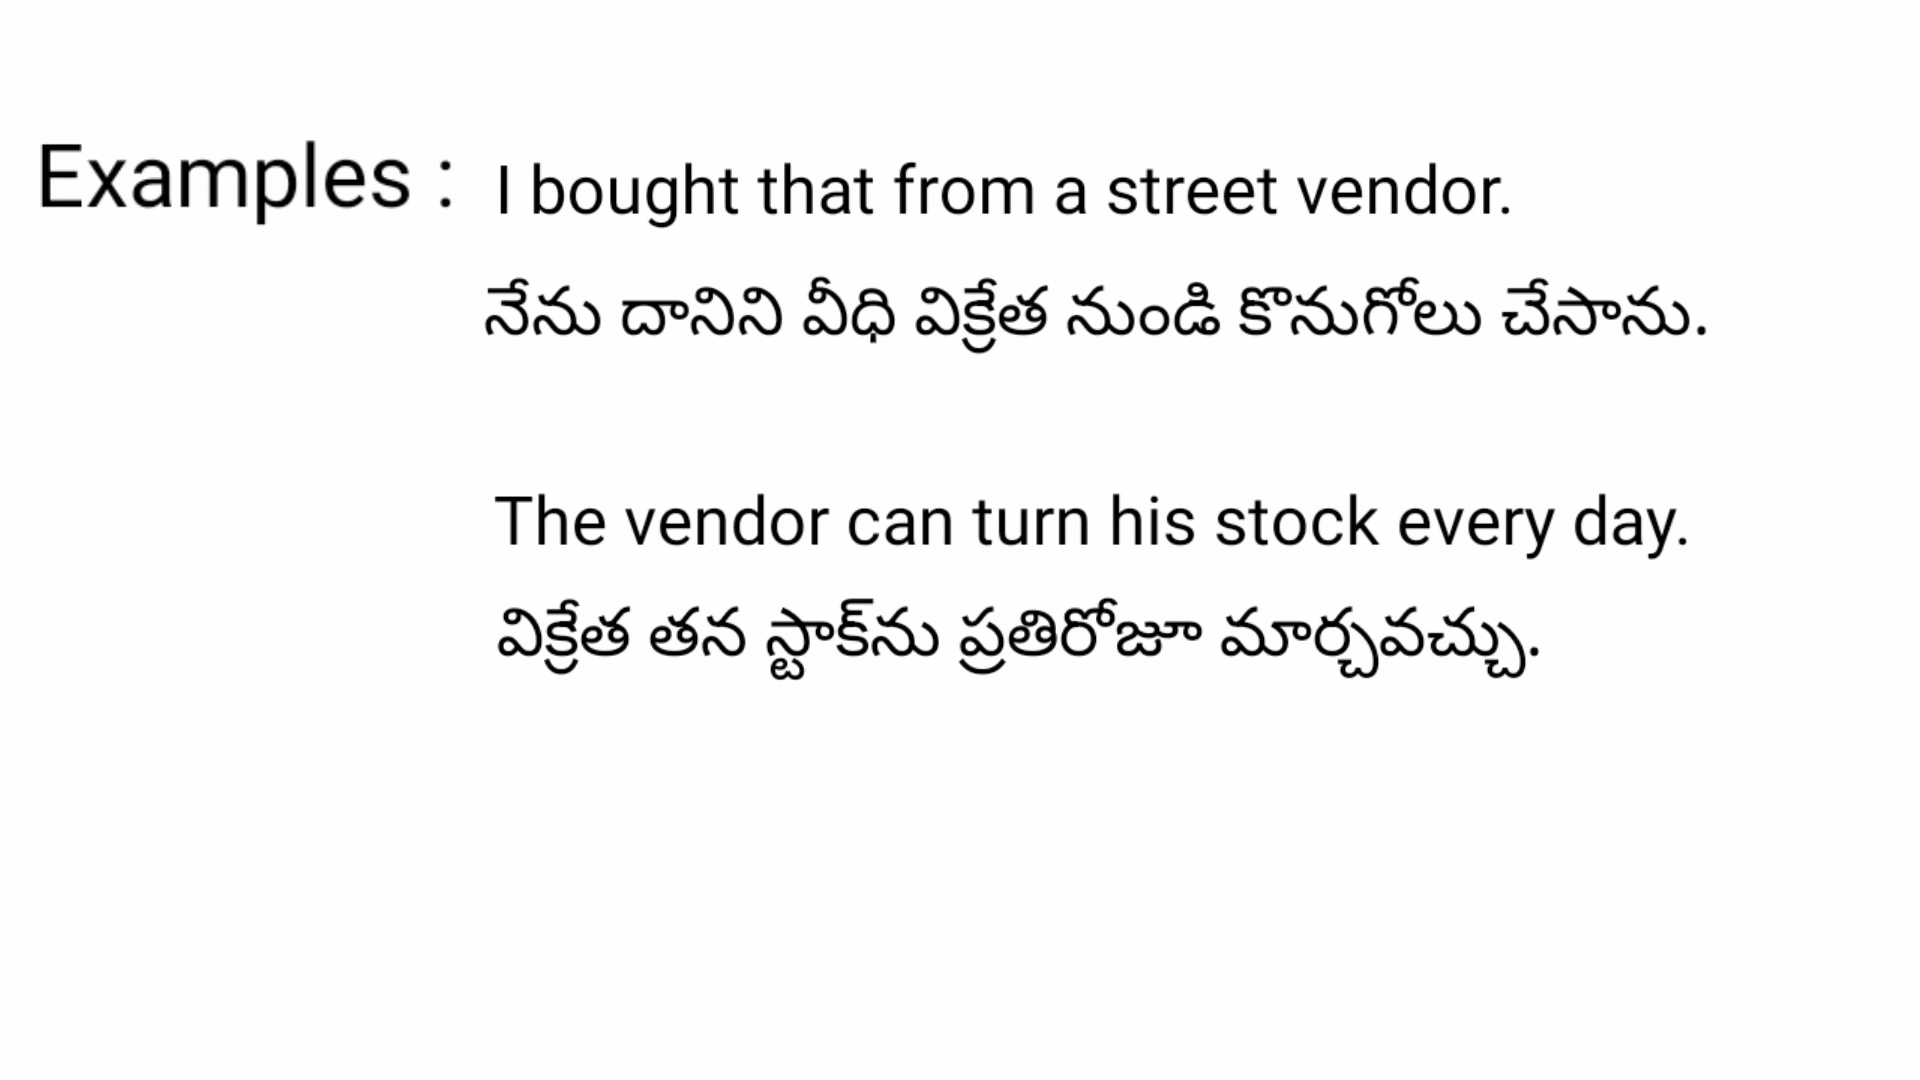 Examples : I bought that from a street vendor.
నేను దానిని వీధి విక్రేత నుండి కొనుగోలు చేసాను.
The vendor can turn his stock every day.
విక్రేత తన స్టాక్‌ను ప్రతిరోజూ మార్చవచ్చు.